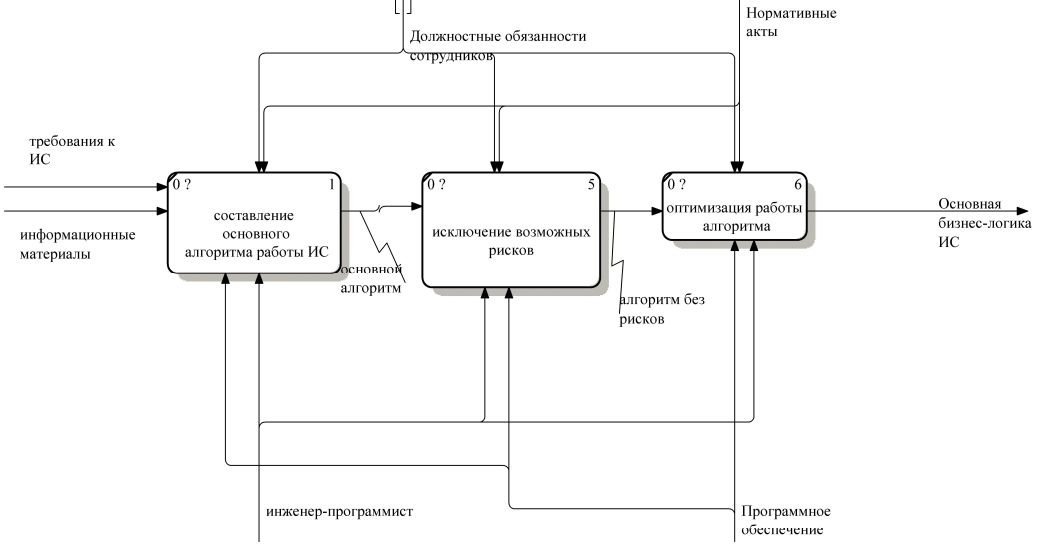 Нормативные
акты
Должностные обязанности
сотрудников
требования к
ИС
информационные
материалы
0 ? 1
составление
основного
алгоритма работы ИС
основной
алгоритм
0 ? 5
исключение возможных
рисков
алгоритм без
рисков
0 ? 6
оптимизация работы
алгоритма
Основная
бизнес-логика
ИС
инженер-программист
Программное
обеспечение